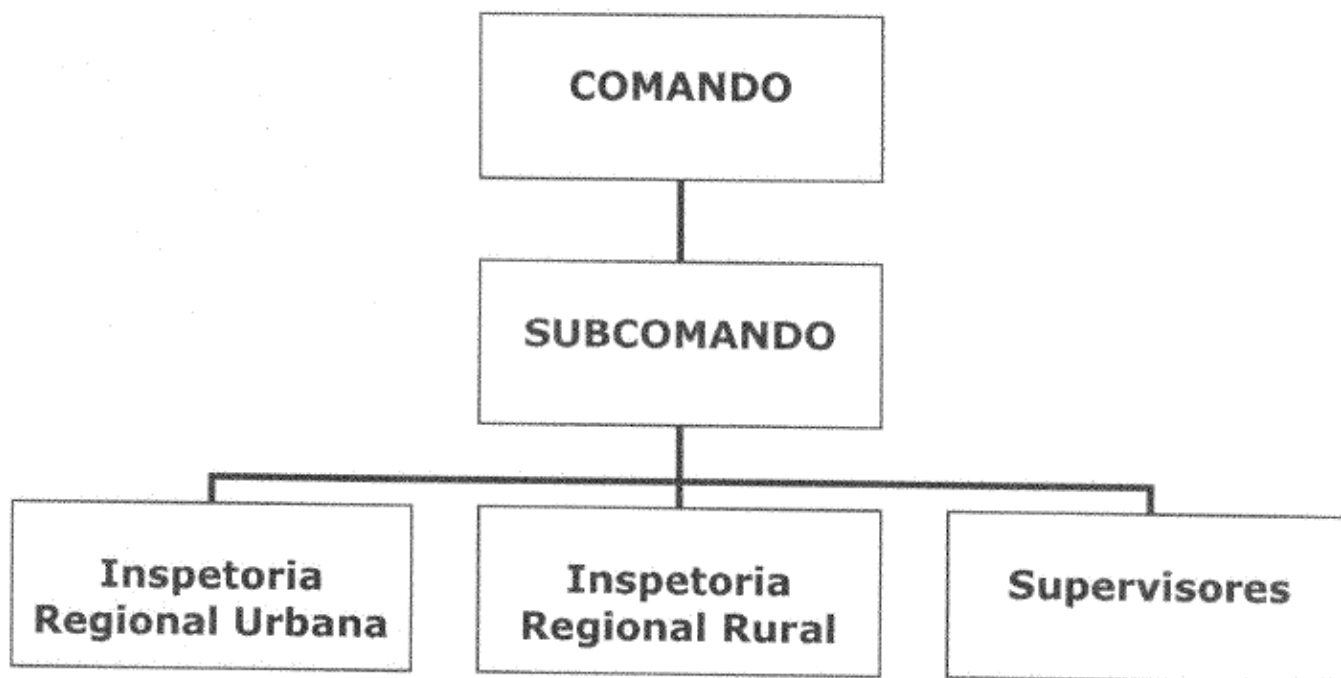 COMANDO
SUBCOMANDO
Inspetoria
Regional Urbana
Inspetoria
Regional Rural
Supervisores